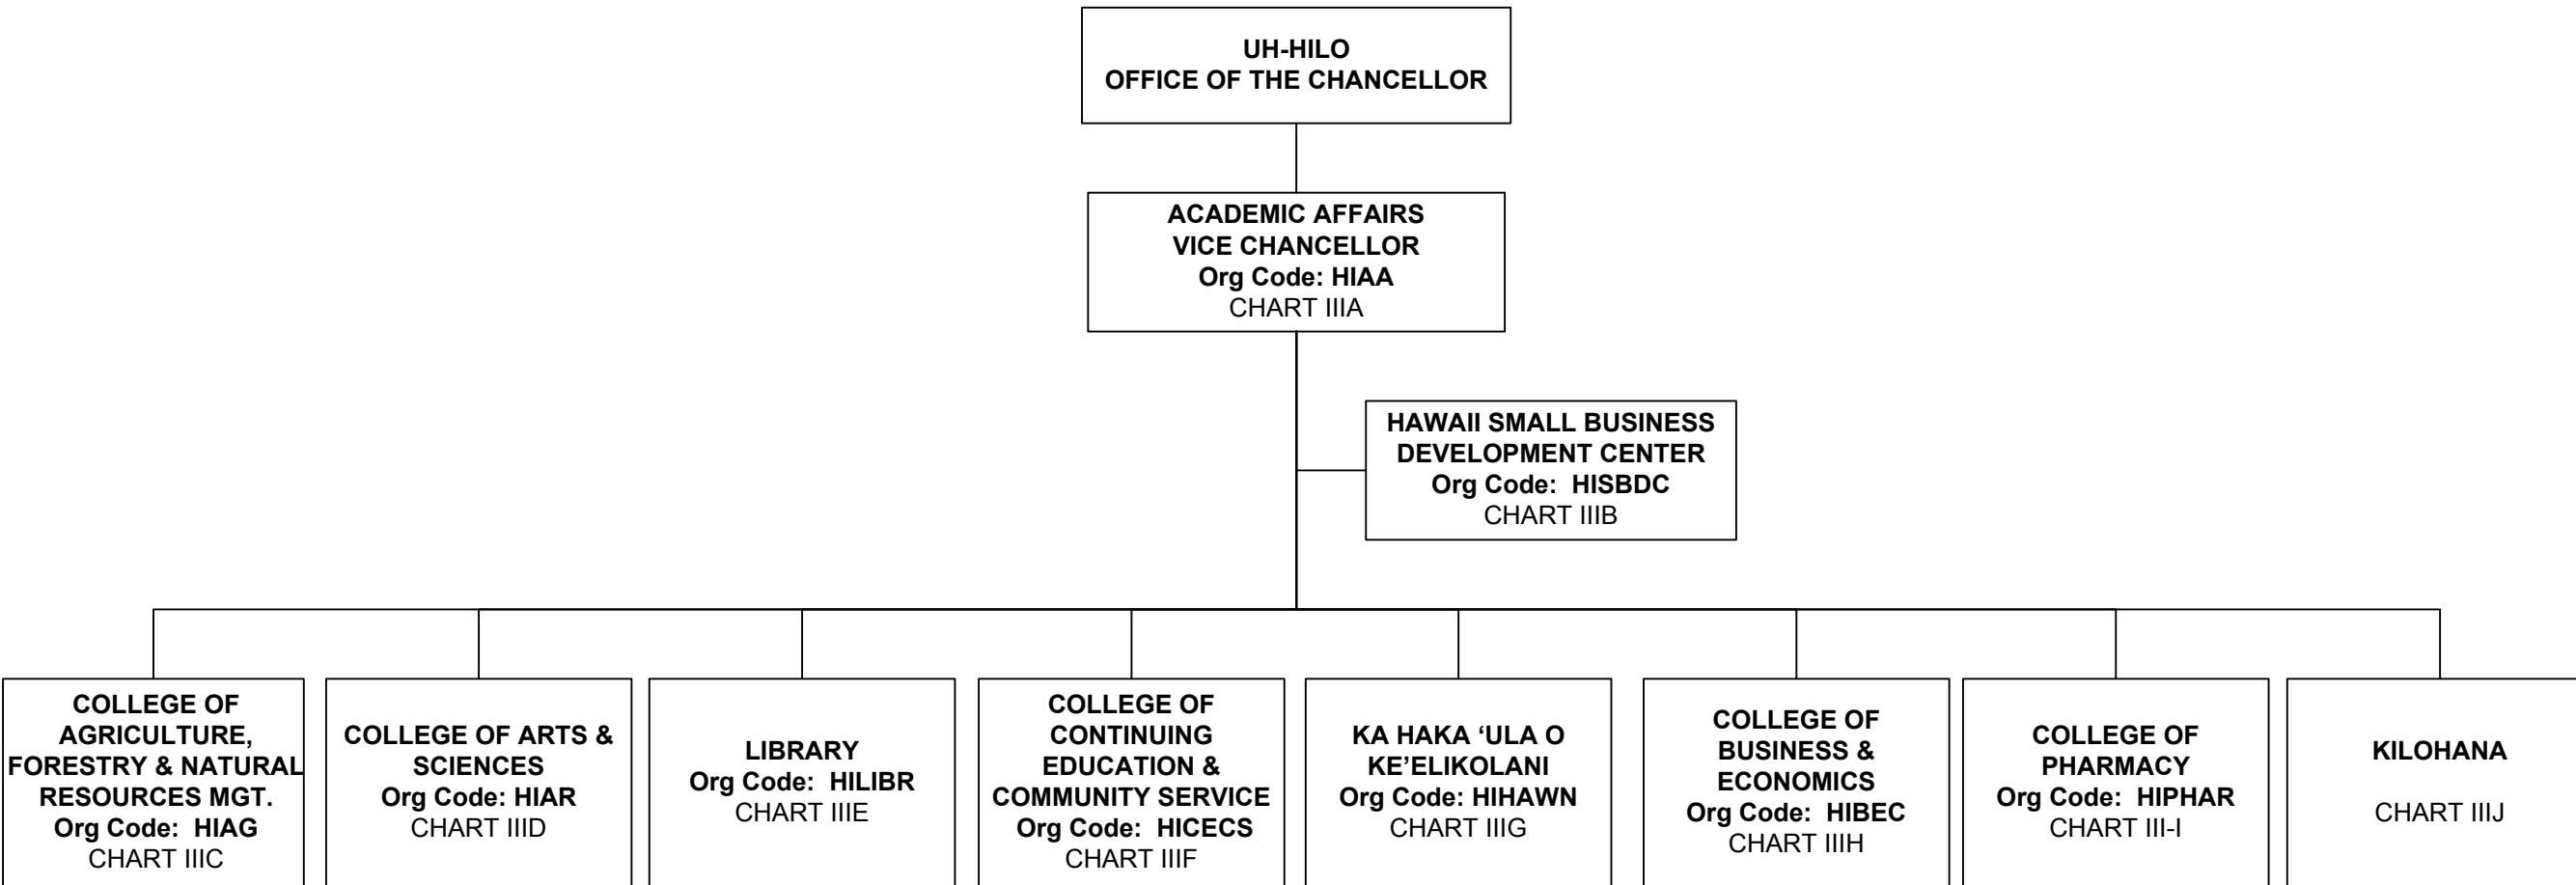 UH-HILO
OFFICE OF THE CHANCELLOR
ACADEMIC AFFAIRS
VICE CHANCELLOR
Org Code: HIAA
CHART IIIA
HAWAII SMALL BUSINESS
DEVELOPMENT CENTER
Org Code:  HISBDC
CHART IIIB
COLLEGE OF
AGRICULTURE,
FORESTRY & NATURAL
RESOURCES MGT.
Org Code:  HIAG
CHART IIIC
COLLEGE OF ARTS &
SCIENCES
Org Code: HIAR
CHART IIID
LIBRARY
Org Code:  HILIBR
CHART IIIE
COLLEGE OF
CONTINUING
EDUCATION &
COMMUNITY SERVICE
Org Code:  HICECS
CHART IIIF
KA HAKA ‘ULA O
KE’ELIKOLANI
Org Code: HIHAWN
CHART IIIG
COLLEGE OF
BUSINESS &
ECONOMICS
Org Code:  HIBEC
CHART IIIH
COLLEGE OF
PHARMACY
Org Code:  HIPHAR
CHART III-I
KILOHANA
CHART IIIJ